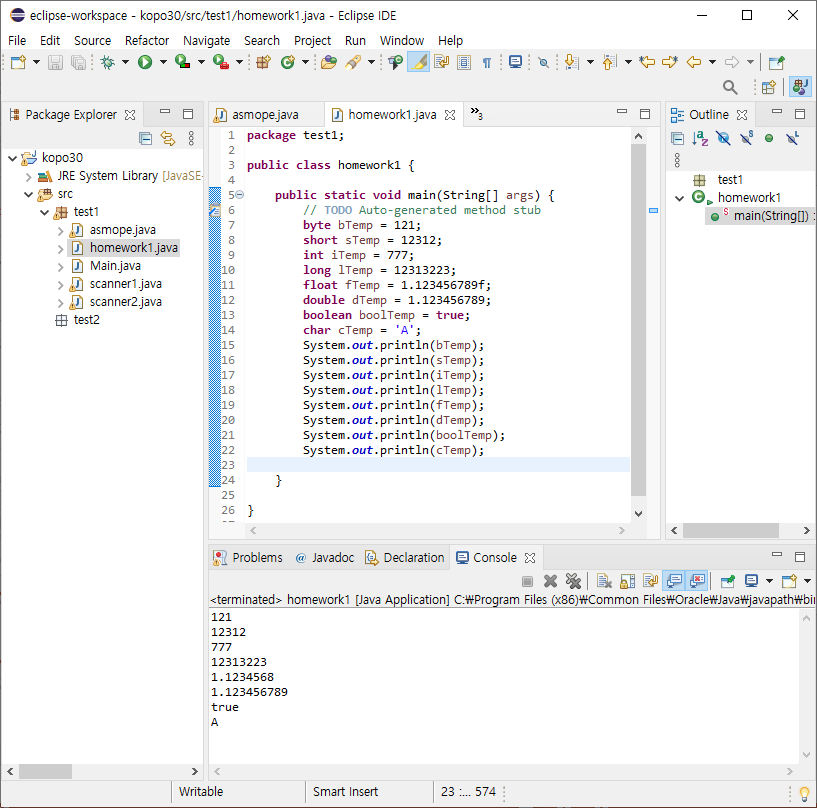 eclipse-workspace - kopo30/src/test1/homework1.java - Eclipse IDE
File Edit Source Refactor Navigate Search Project Run Window Help
Package Explorer
kopo30
JRE System Library [JavaSE-
src
test1
asmope.java
homework1.java
Main.java
scanner1.java
scanner2.java
test2
asmope.java homework1.java »3
1 package test1;
2
3 public class homework1 {
4
5 public static void main(String[] args) {
6 // TODO Auto-generated method stub
7 byte bTemp = 121;
8 short sTemp = 12312;
9 int iTemp = 777;
10 long lTemp = 12313223;
11 float fTemp = 1.123456789f;
12 double dTemp = 1.123456789;
13 boolean boolTemp = true;
14 char cTemp = 'A';
15 System.out.println(bTemp);
16 System.out.println(sTemp);
17 System.out.println(iTemp);
18 System.out.println(lTemp);
19 System.out.println(fTemp);
20 System.out.println(dTemp);
21 System.out.println(boolTemp);
22 System.out.println(cTemp);
23
24 }
25
26 }
Outline
test1
homework1
main(String[]) :
Problems @ Javadoc Declaration Console
<terminated> homework1 [Java Application] C:₩Program Files (x86)₩Common Files₩Oracle₩Java₩javapath₩bin
121
12312
777
12313223
1.1234568
1.123456789
true
A
Writable Smart Insert 23 :... 574